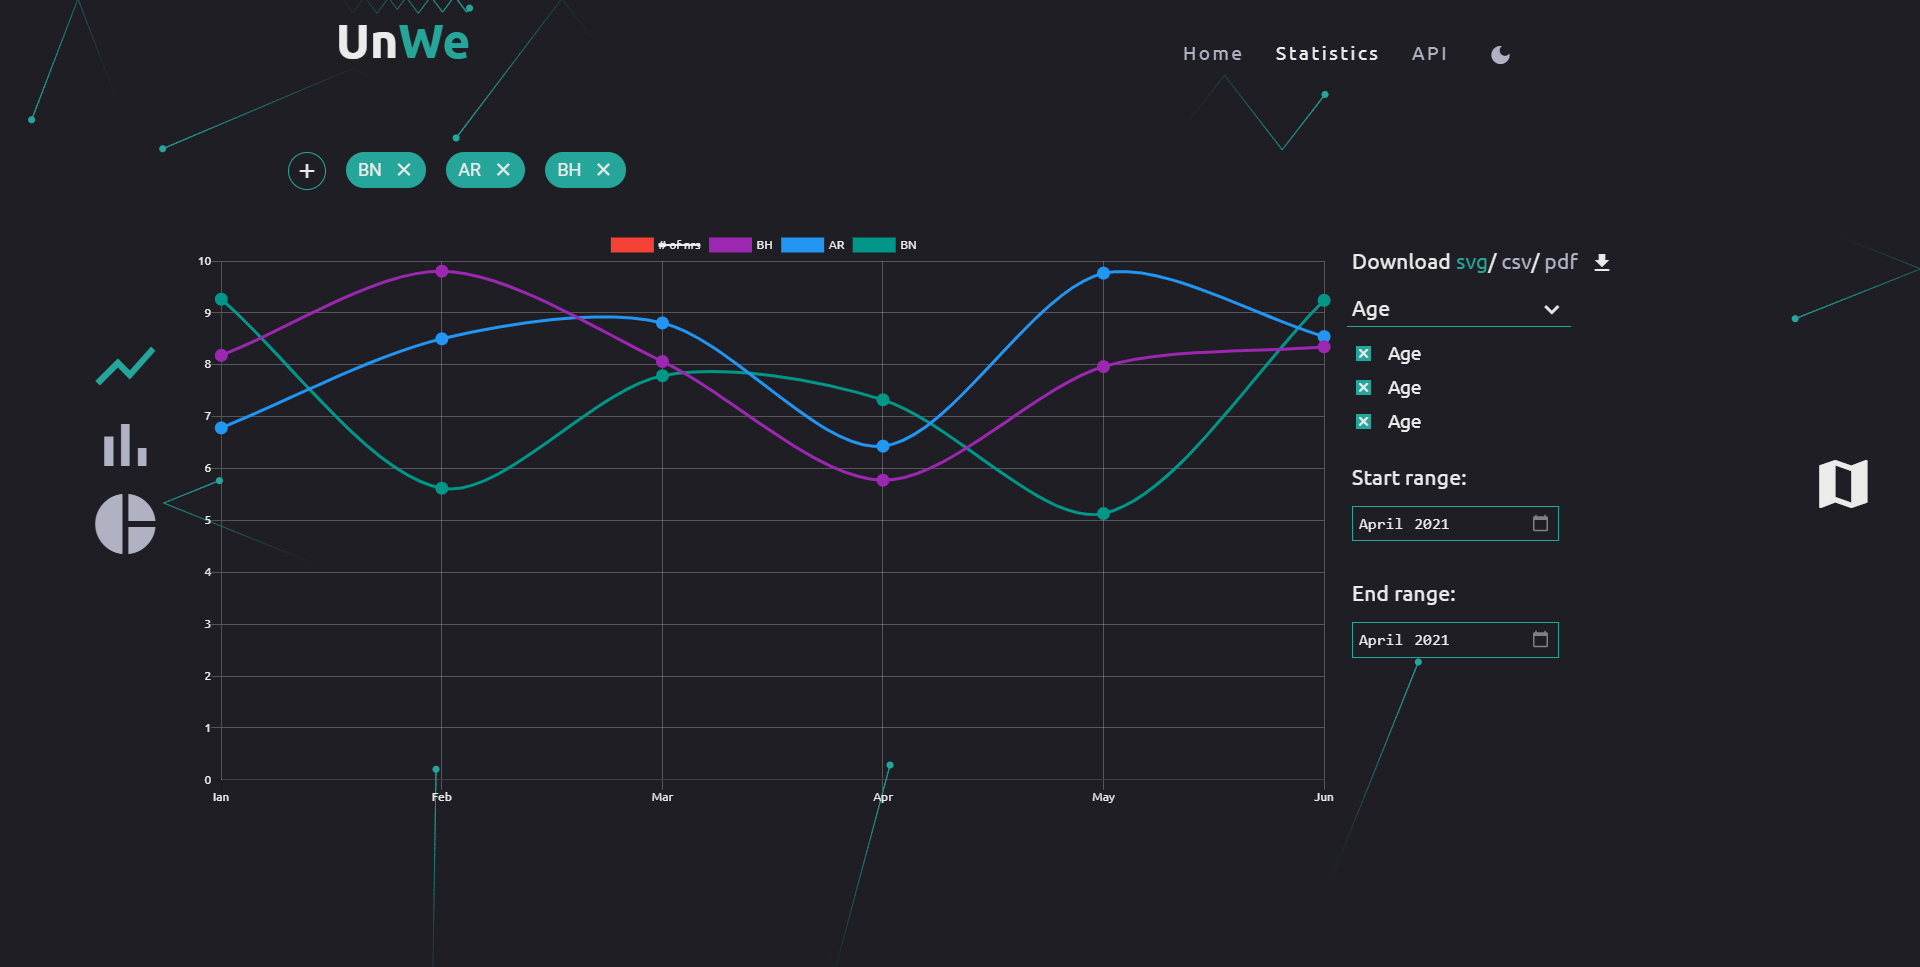 UnWe
Home Statistics API
BN AR BH
# of nrs BH AR BN
Download svg/ csv/ pdf
Age
Age
Age
Age
Start range:
April 2021
End range:
April 2021
10
9
8
7
6
5
4
3
2
1
0
Ian Feb Mar Apr May Jun